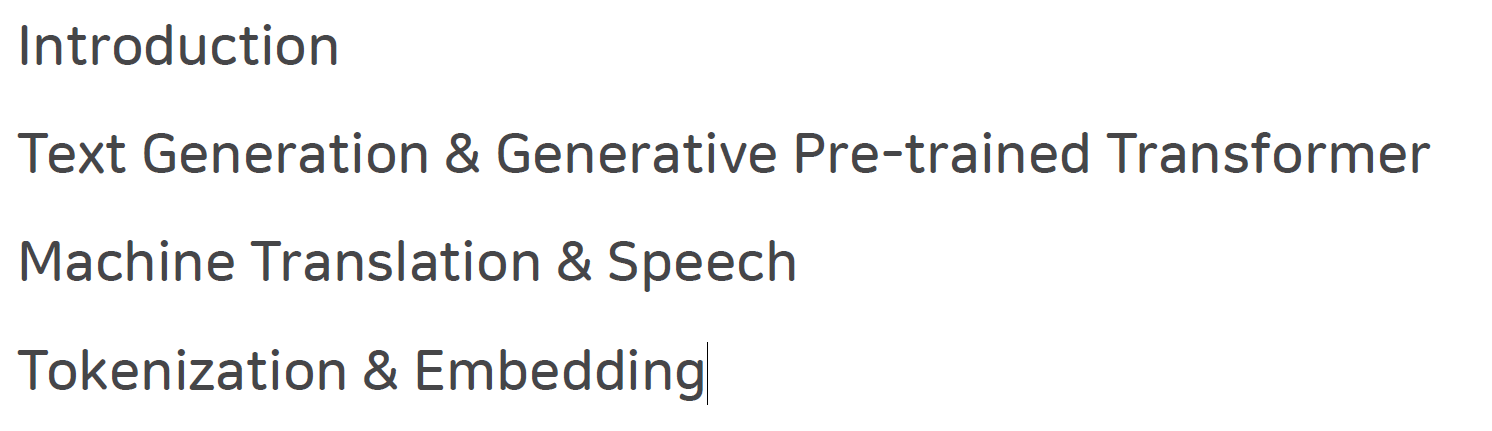 Introduction
Text Generation & Generative Pre-trained Transformer
Machine Translation & Speech
Tokenization & Embedding